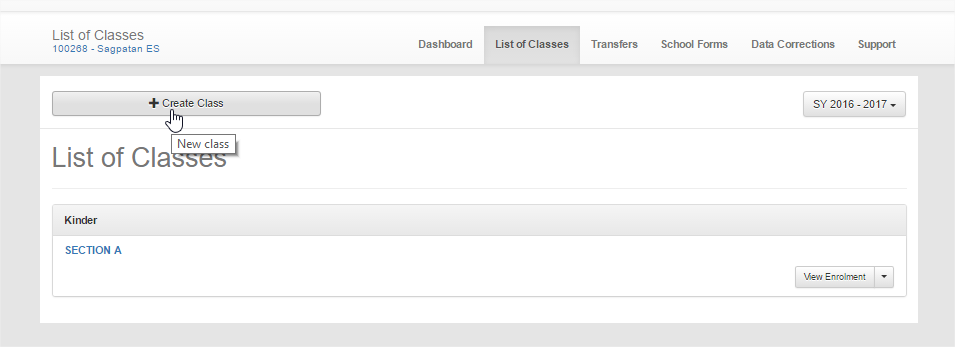 List of Classes
100268 - Sagpatan ES
Dashboard List of Classes Transfers School Forms Data Corrections Support
Create Class
SY 2016 - 2017
New class
List of Classes
Kinder
SECTION A
View Enrolment